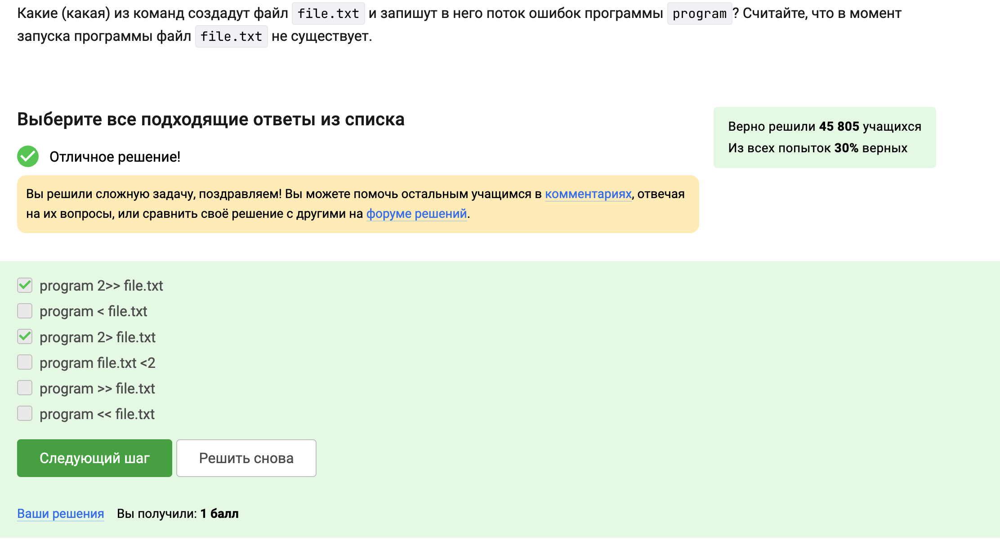 Какие (какая) из команд создадут файл file.txt и запишут в него поток ошибок программы program? Считайте, что в момент
запуска программы файл file.txt не существует.
Выберите все подходящие ответы из списка
Верно решили 45 805 учащихся
Из всех попыток 30% верных
Отличное решение!
Вы решили сложную задачу, поздравляем! Вы можете помочь остальным учащимся в комментариях, отвечая
на их вопросы, или сравнить своё решение с другими на форуме решений.
program 2>> file.txt
program < file.txt
program 2> file.txt
program file.txt <2
program >> file.txt
program << file.txt
Следующий шаг
Решить снова
Ваши решения Вы получили: 1 балл